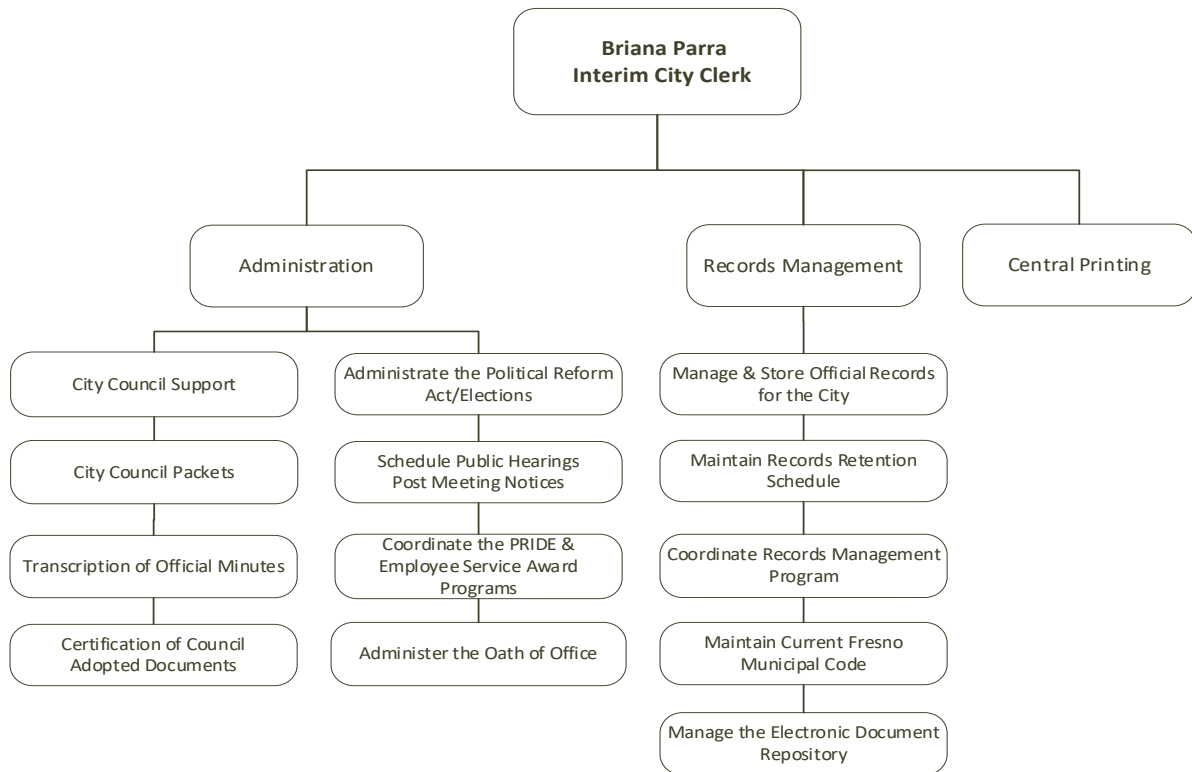 Briana Parra
Interim City Clerk
Administration
Records Management
Central Printing
City Council Support
City Council Packets
Transcription of Official Minutes
Certification of Council
Adopted Documents
Administrate the Political Reform
Act/Elections
Schedule Public Hearings
Post Meeting Notices
Coordinate the PRIDE &
Employee Service Award
Programs
Administer the Oath of Office
Manage & Store Official Records
for the City
Maintain Records Retention
Schedule
Coordinate Records Management
Program
Maintain Current Fresno
Municipal Code
Manage the Electronic Document
Repository